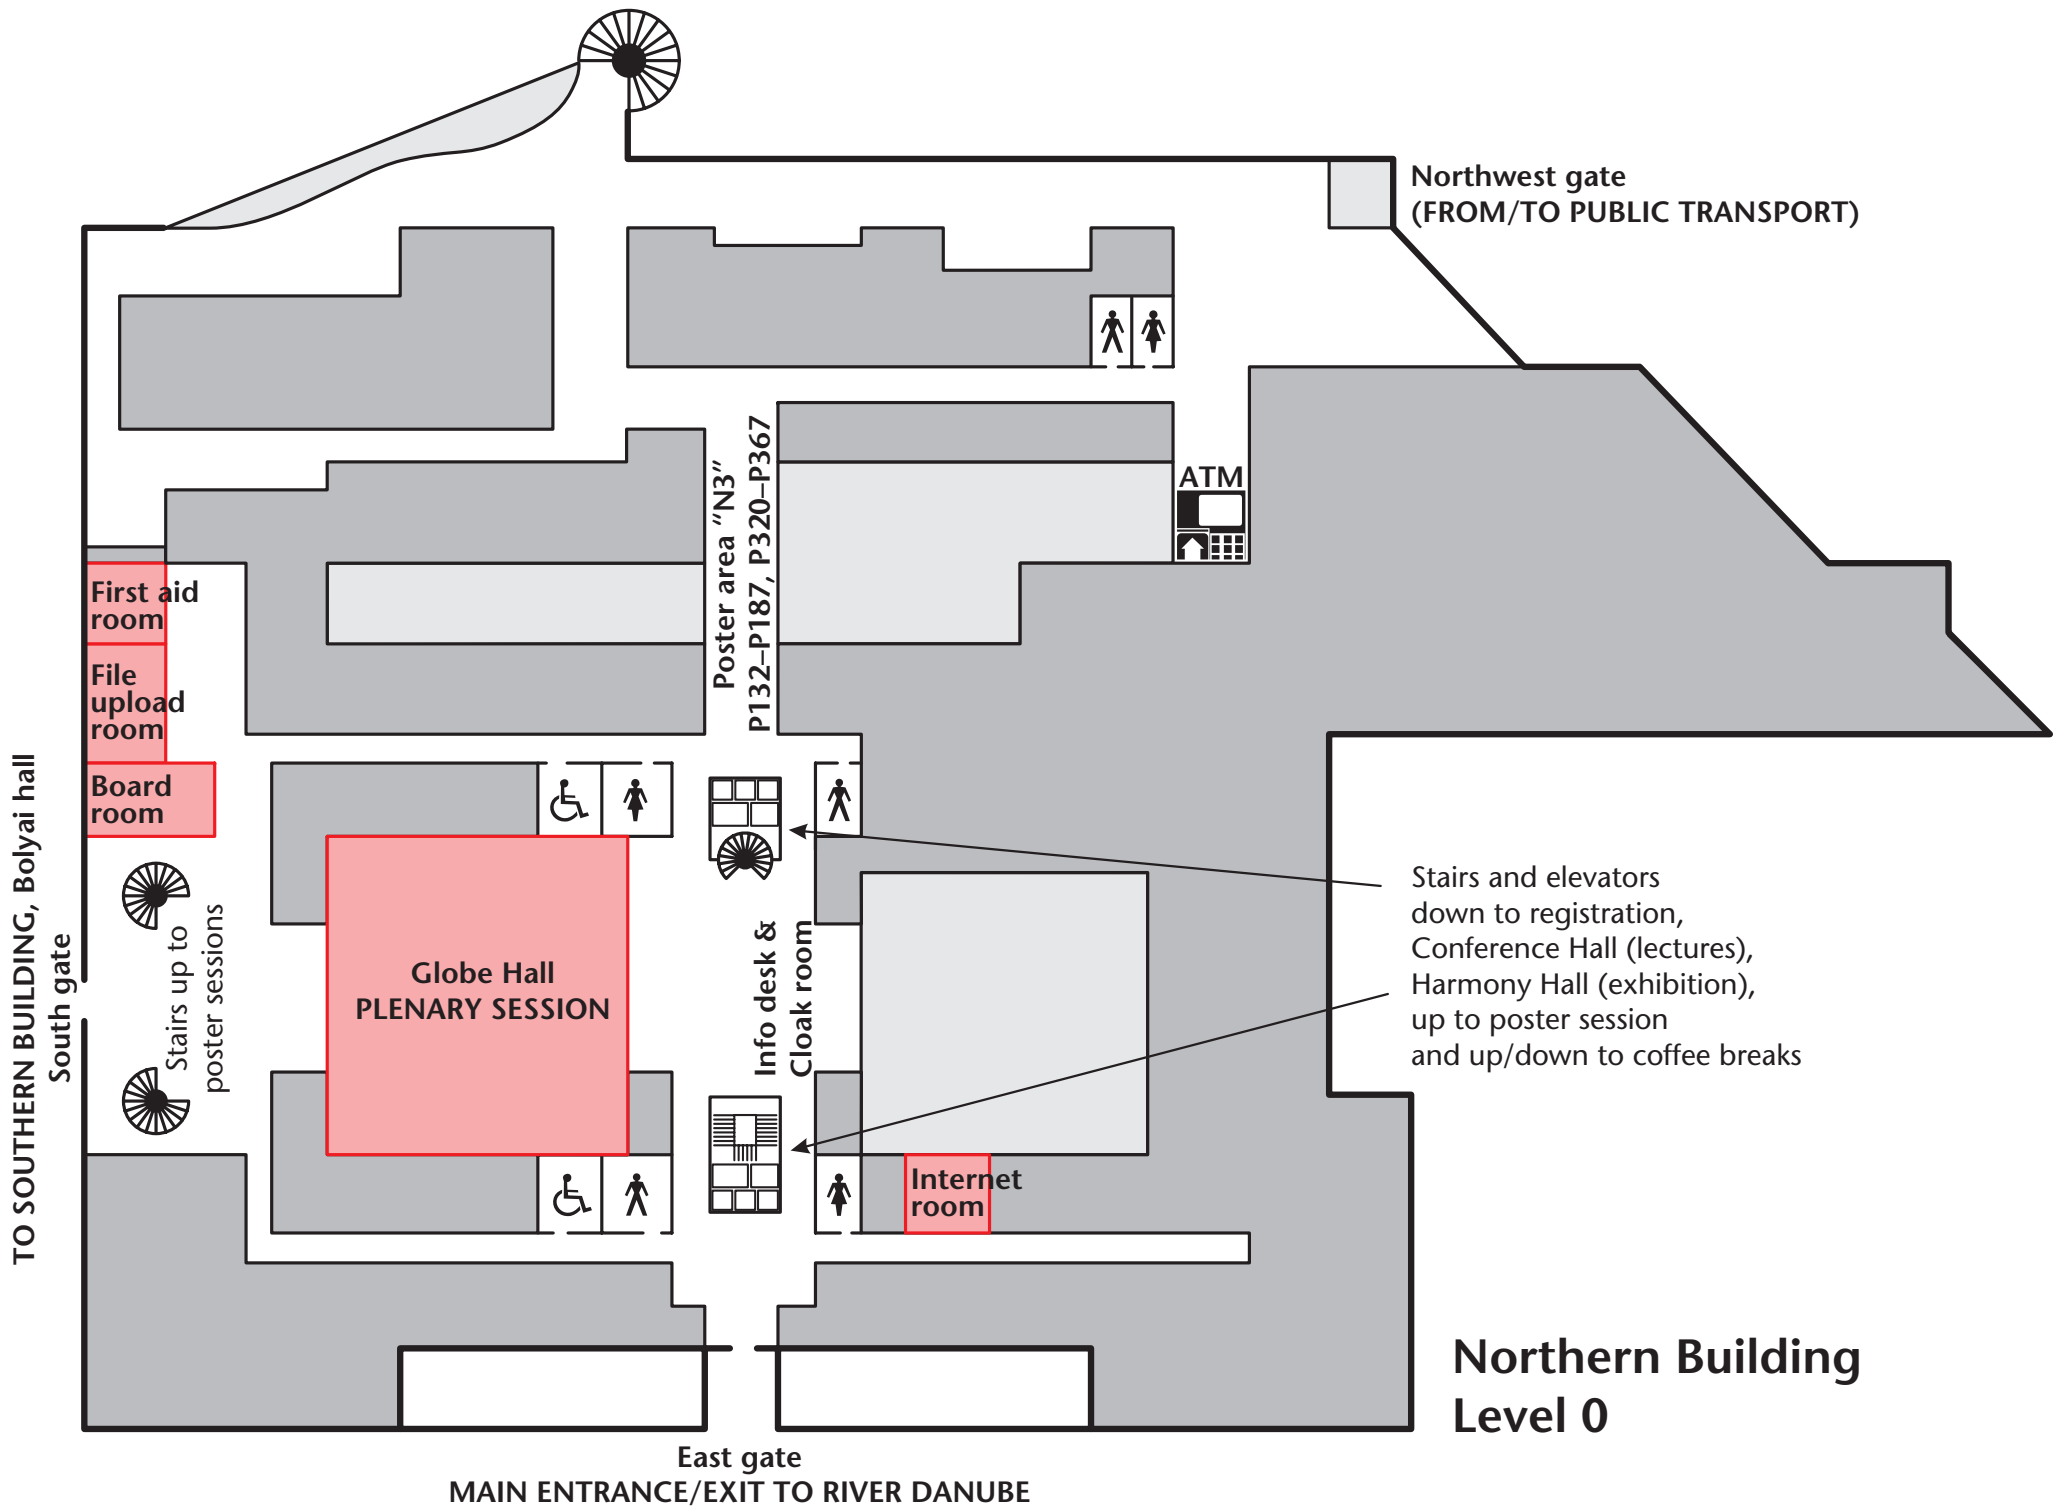 Northwest gate
(FROM/TO PUBLIC TRANSPORT)
ATM
Poster area “N3”
P132–P187, P320–P367
First aid
room
File
upload
room
Board
room
TO SOUTHERN BUILDING, Bolyai hall
South gate
Stairs up to
poster sessions
Globe Hall
PLENARY SESSION
Info desk &
Cloak room
Stairs and elevators
down to registration,
Conference Hall (lectures),
Harmony Hall (exhibition),
up to poster session
and up/down to coffee breaks
Internet
room
Northern Building
Level 0
East gate
MAIN ENTRANCE/EXIT TO RIVER DANUBE